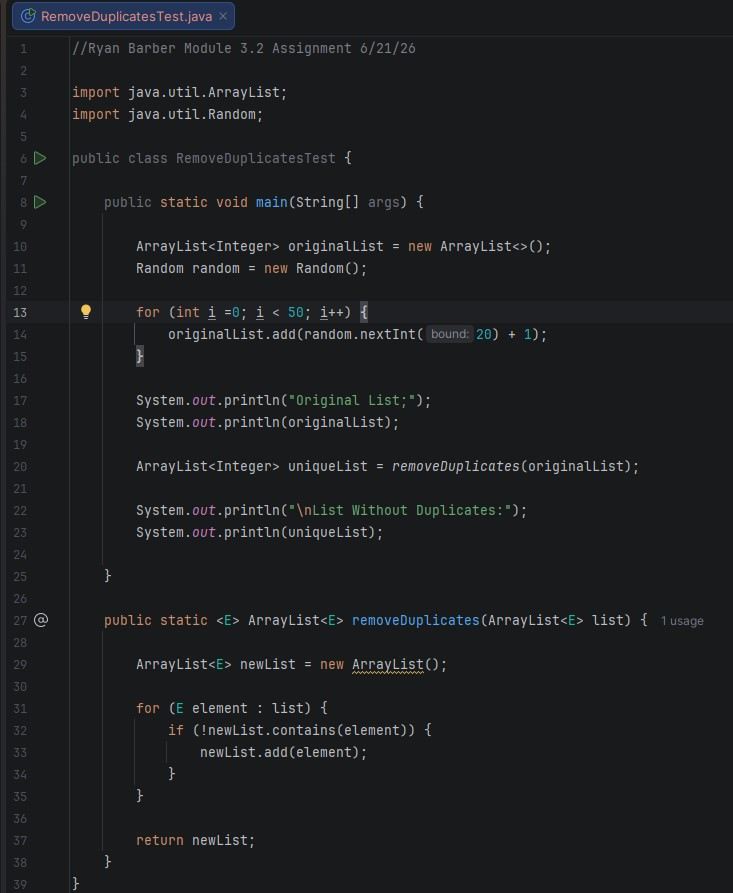 RemoveDuplicatesTest.java ×
1 //Ryan Barber Module 3.2 Assignment 6/21/26
2
3 import java.util.ArrayList;
4 import java.util.Random;
5
6 public class RemoveDuplicatesTest {
7
8 public static void main(String[] args) {
9
10 ArrayList<Integer> originalList = new ArrayList<>();
11 Random random = new Random();
12
13 for (int i =0; i < 50; i++) {
14 originalList.add(random.nextInt( bound: 20) + 1);
15 }
16
17 System.out.println("Original List;");
18 System.out.println(originalList);
19
20 ArrayList<Integer> uniqueList = removeDuplicates(originalList);
21
22 System.out.println("\nList Without Duplicates:");
23 System.out.println(uniqueList);
24
25 }
26
27 @ public static <E> ArrayList<E> removeDuplicates(ArrayList<E> list) { 1 usage
28
29 ArrayList<E> newList = new ArrayList();
30
31 for (E element : list) {
32 if (!newList.contains(element)) {
33 newList.add(element);
34 }
35 }
36
37 return newList;
38 }
39 }